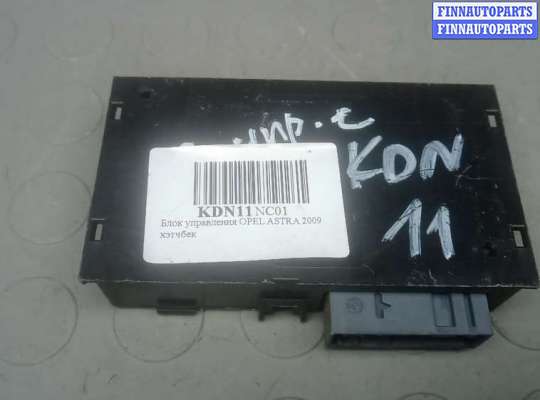 FINNAUTOPARTS
FINNAUTOPARTS
KDN
11
KDN11NC01
Блок управления OPEL ASTRA 2009
хэтчбек